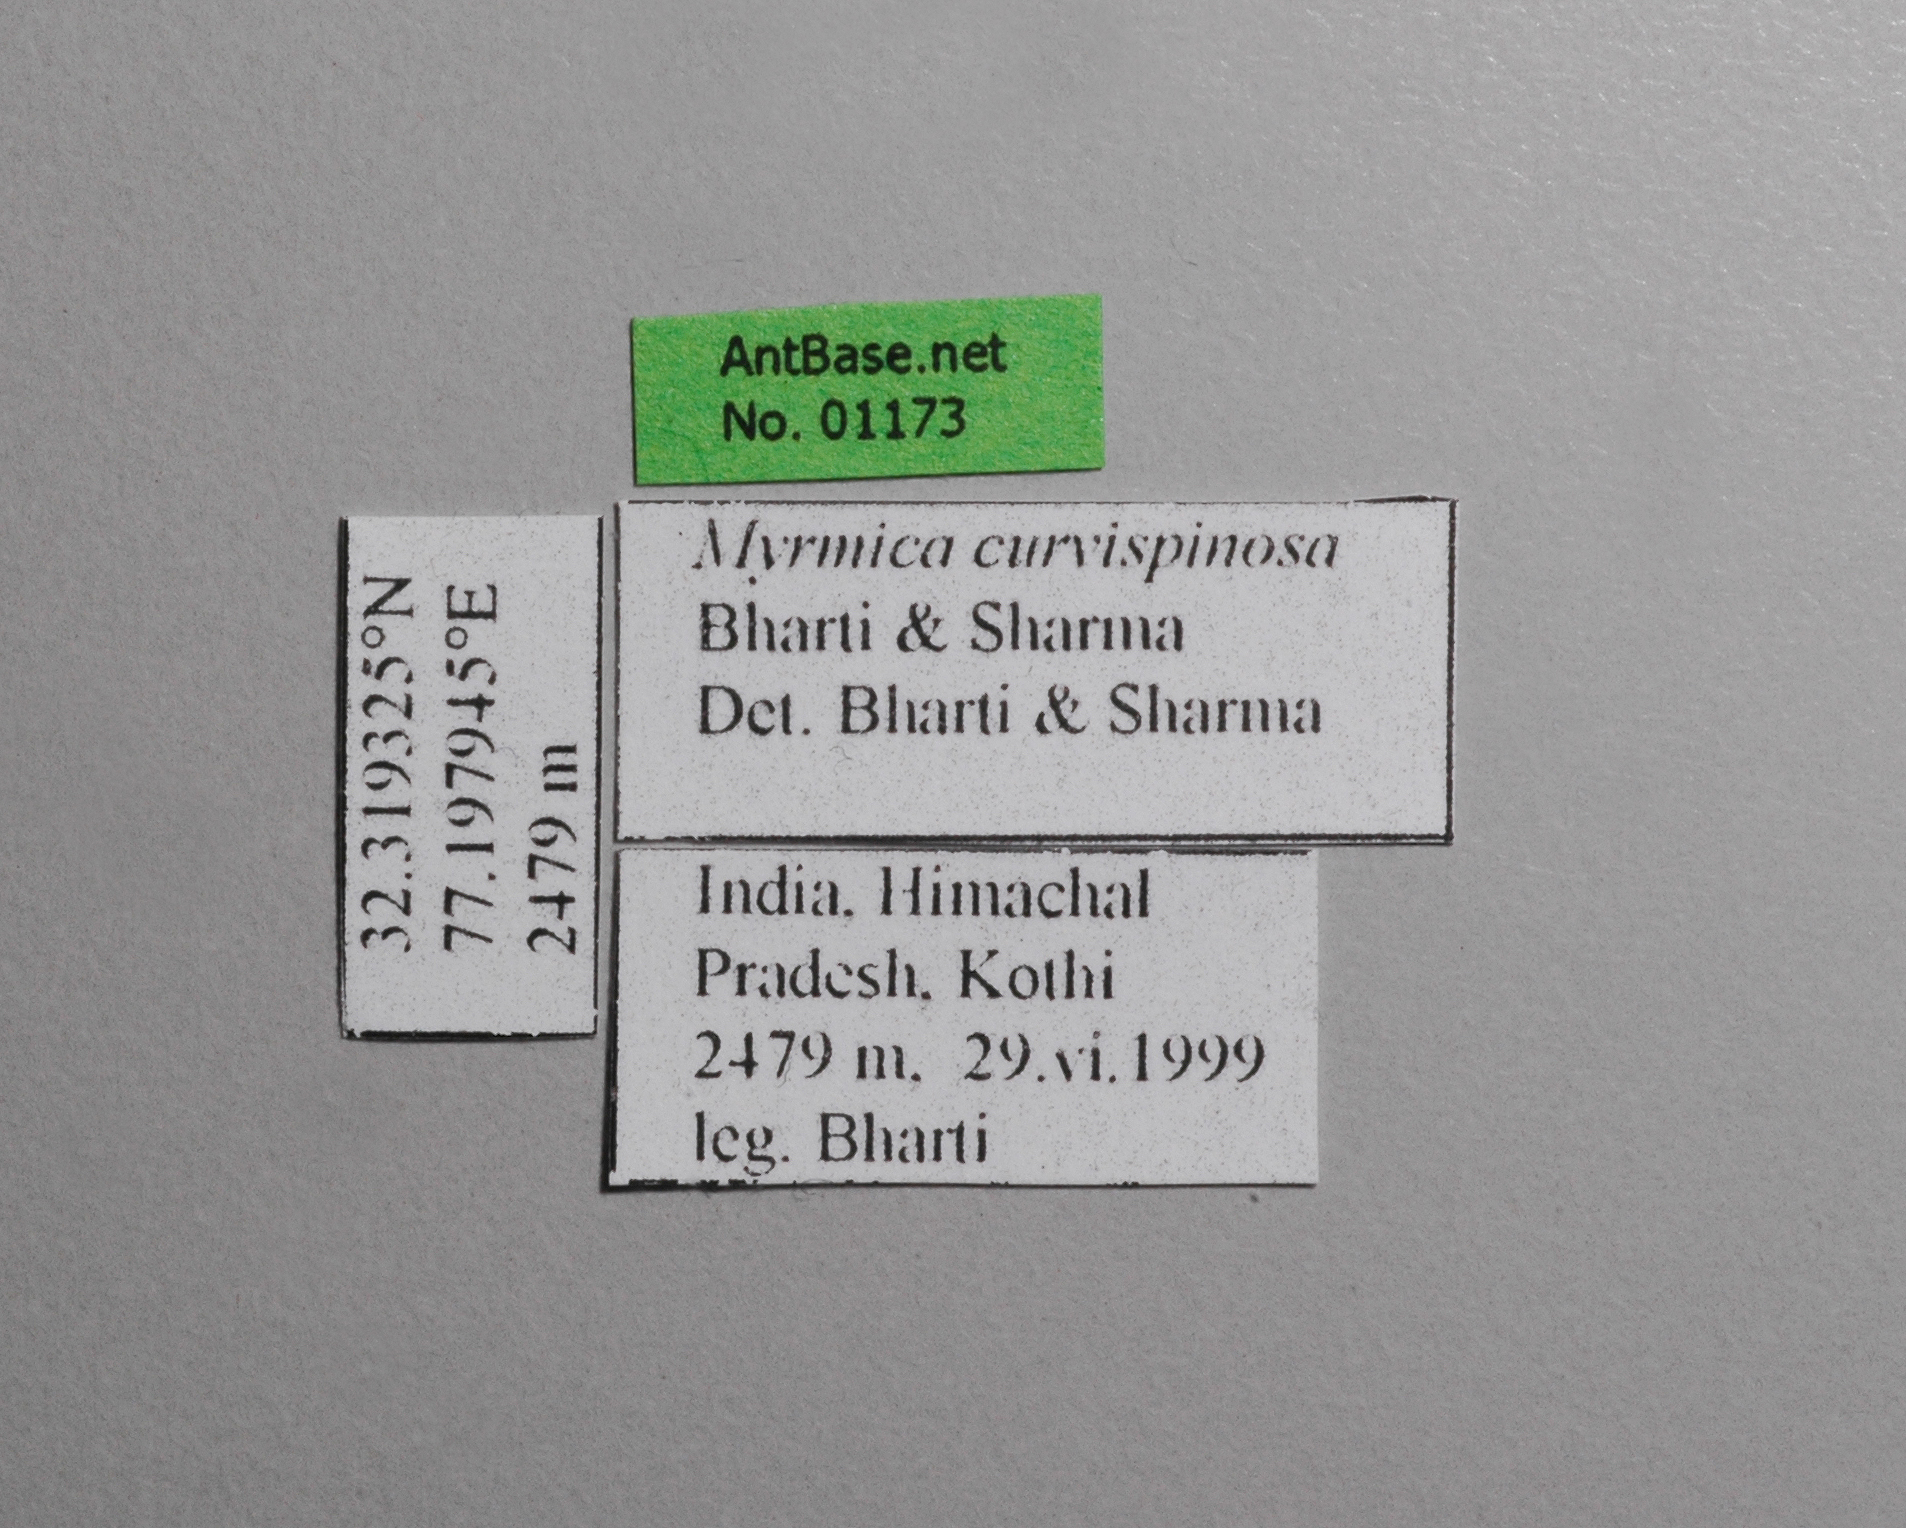 AntBase.net
No. 01173
Myrmica curvispinosa
Bharti & Sharma
Det. Bharti & Sharma
India, Himachal
Pradesh, Kothi
2479 m, 29.vi.1999
leg. Bharti
32.319325°N
77.197945°E
2479 m